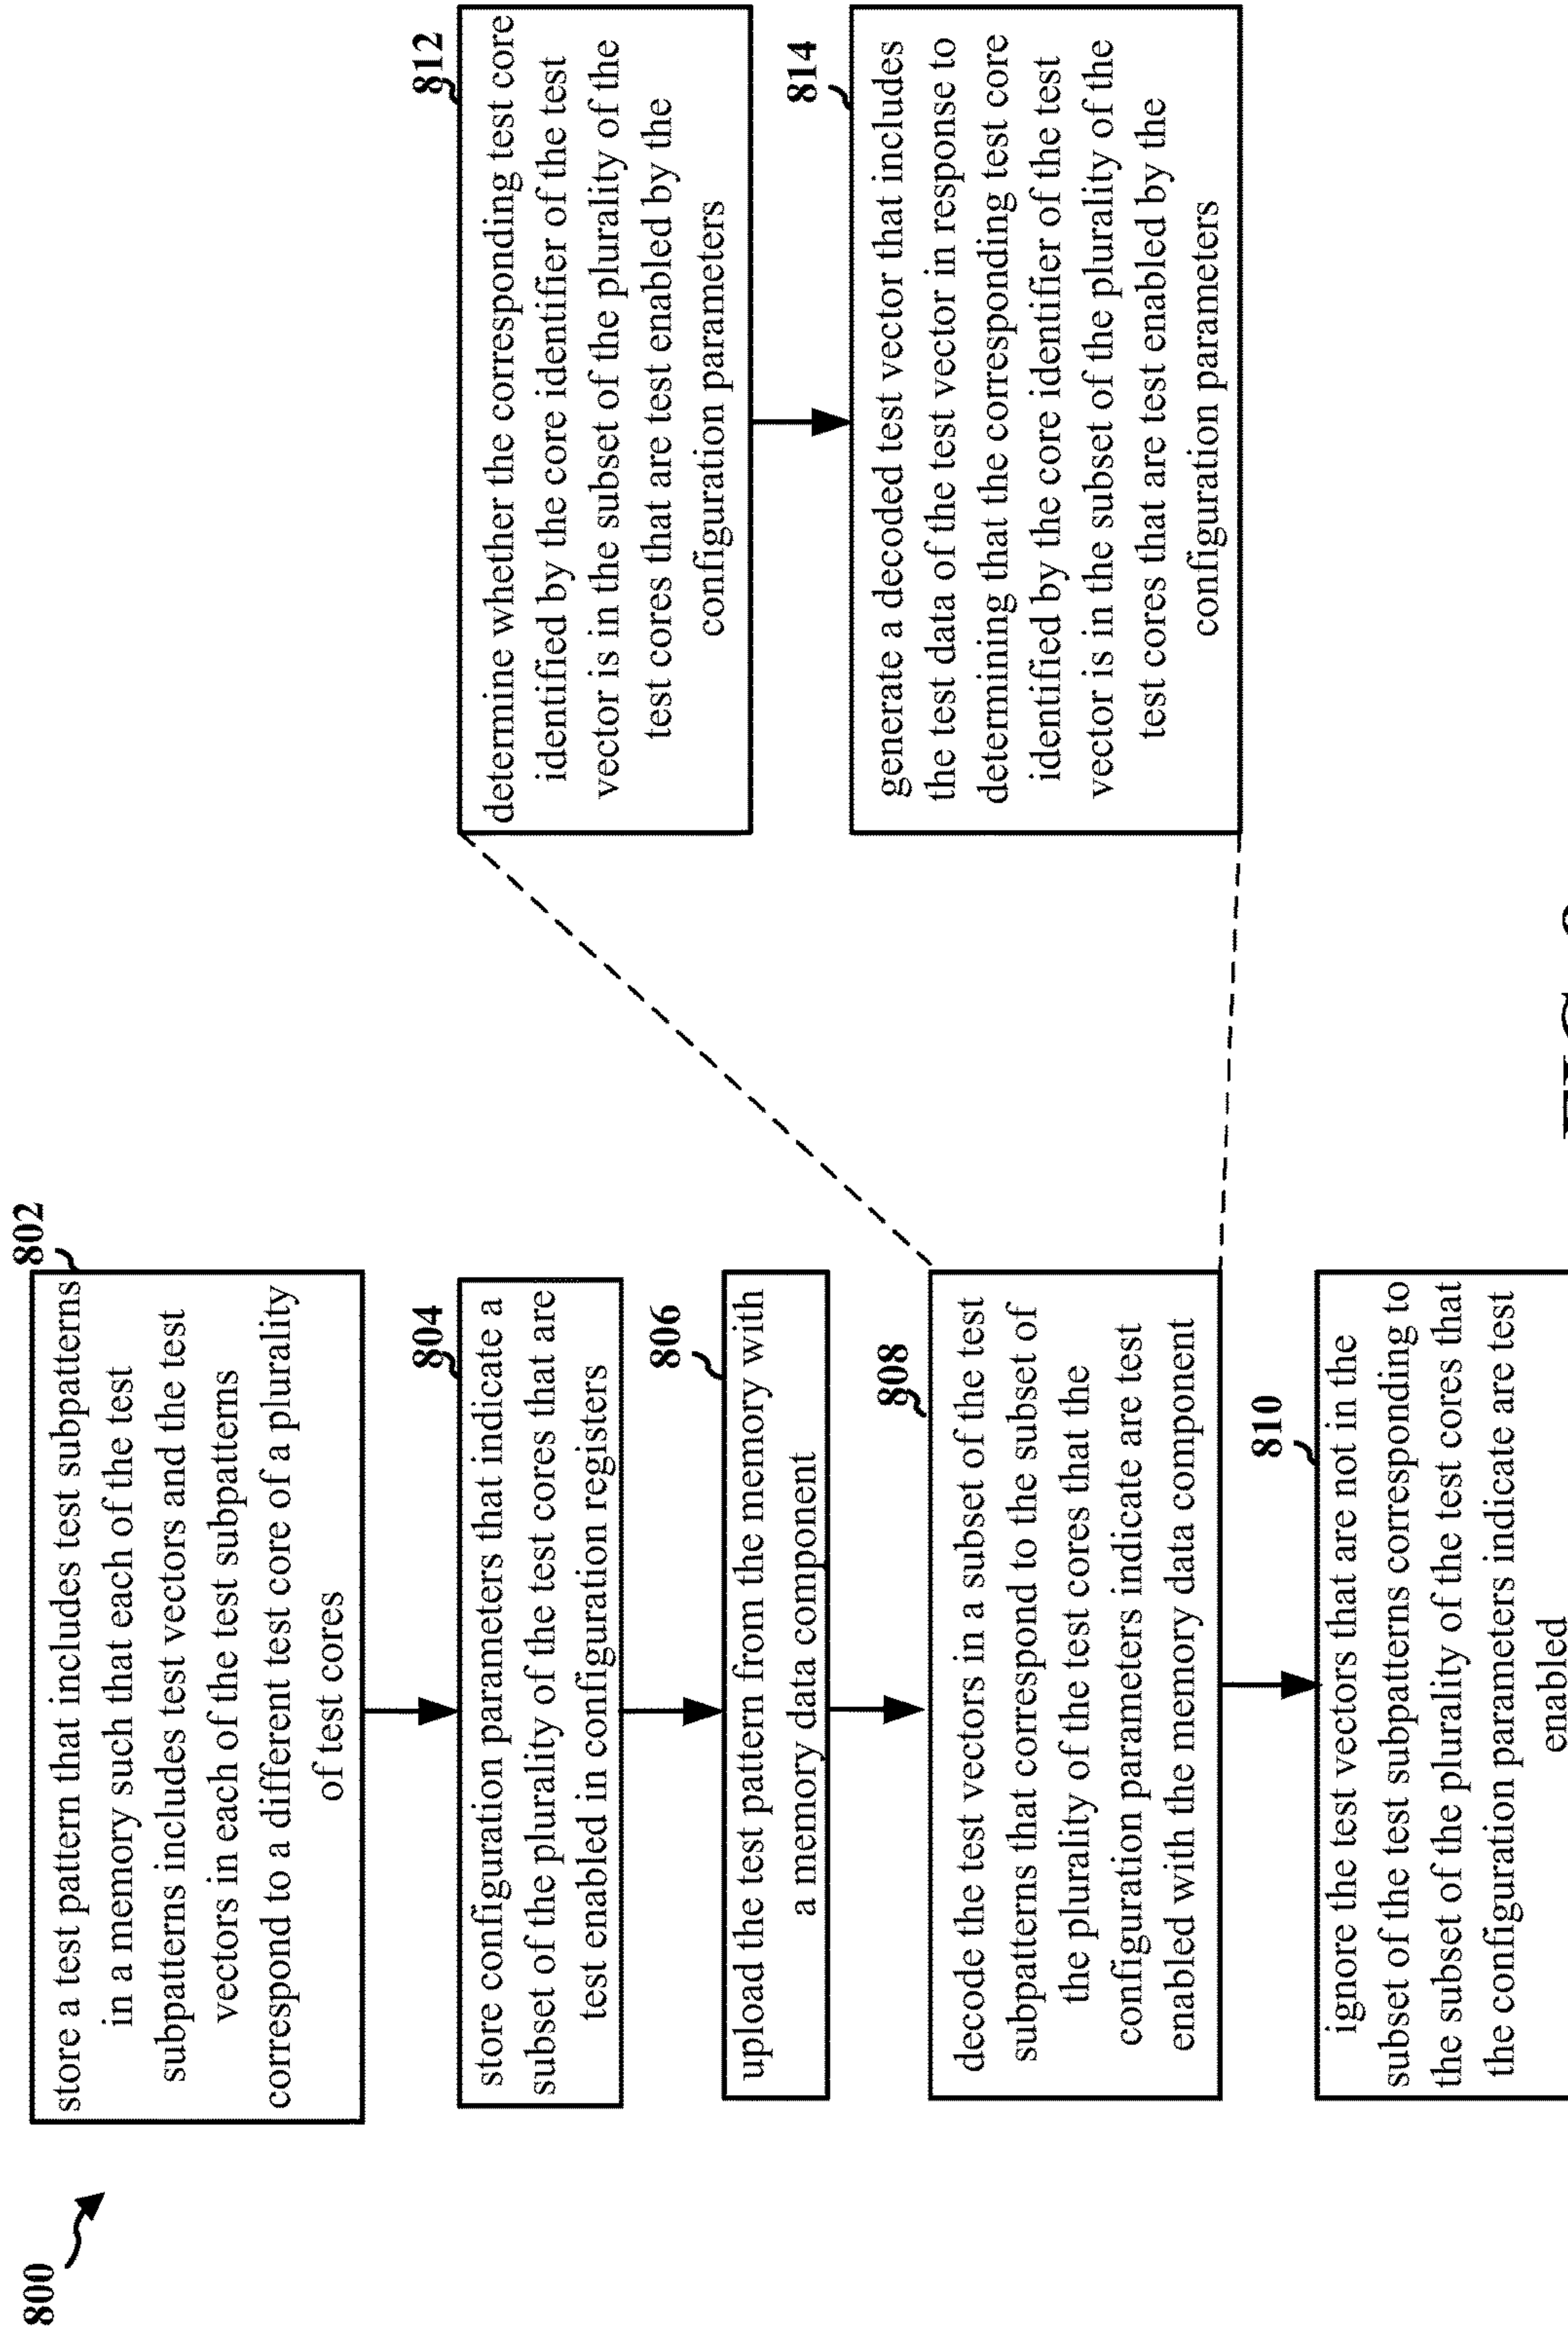 800
802
store a test pattern that includes test subpatterns
in a memory such that each of the test
subpatterns includes test vectors and the test
vectors in each of the test subpatterns
correspond to a different test core of a plurality
of test cores
804
store configuration parameters that indicate a
subset of the plurality of the test cores that are
test enabled in configuration registers
806
upload the test pattern from the memory with
a memory data component
808
decode the test vectors in a subset of the test
subpatterns that correspond to the subset of
the plurality of the test cores that the
configuration parameters indicate are test
enabled with the memory data component
810
ignore the test vectors that are not in the
subset of the test subpatterns corresponding to
the subset of the plurality of the test cores that
the configuration parameters indicate are test
enabled
812
determine whether the corresponding test core
identified by the core identifier of the test
vector is in the subset of the plurality of the
test cores that are test enabled by the
configuration parameters
814
generate a decoded test vector that includes
the test data of the test vector in response to
determining that the corresponding test core
identified by the core identifier of the test
vector is in the subset of the plurality of the
test cores that are test enabled by the
configuration parameters